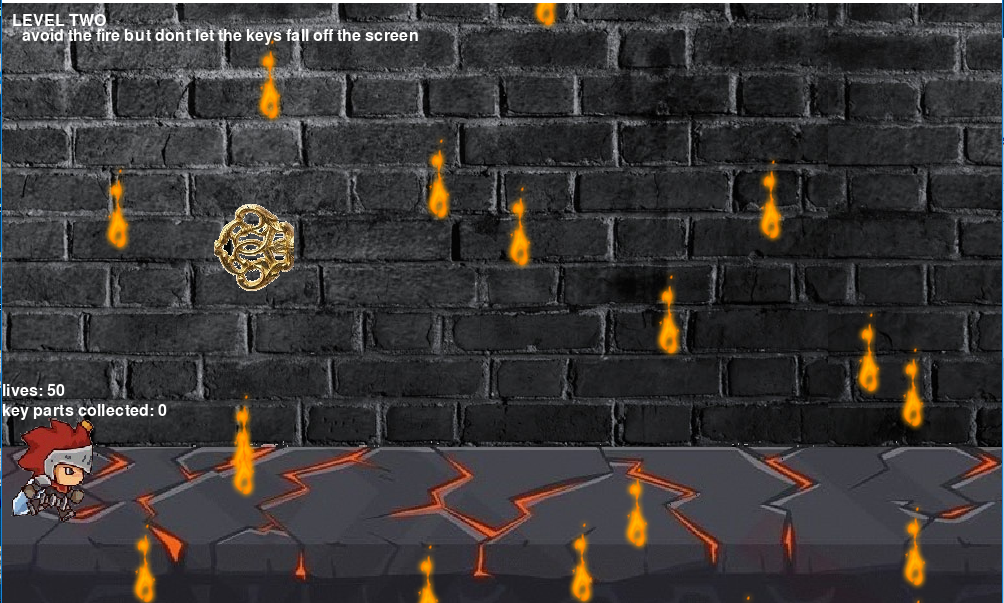 LEVEL TWO
avoid the fire but dont let the keys fall off the screen
lives: 50
key parts collected: 0